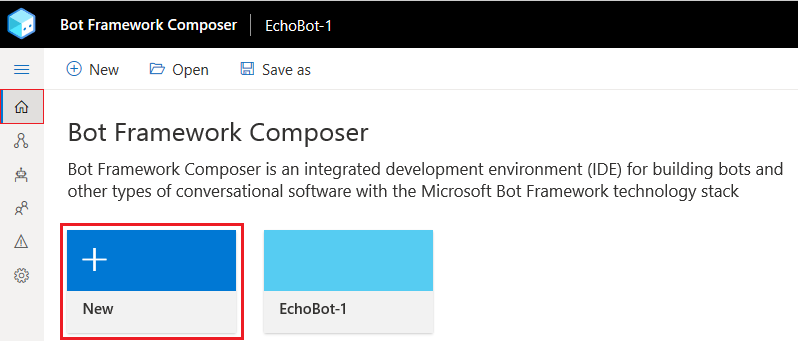 Bot Framework Composer EchoBot-1
New Open Save as
Bot Framework Composer
Bot Framework Composer is an integrated development environment (IDE) for building bots and
other types of conversational software with the Microsoft Bot Framework technology stack
New EchoBot-1